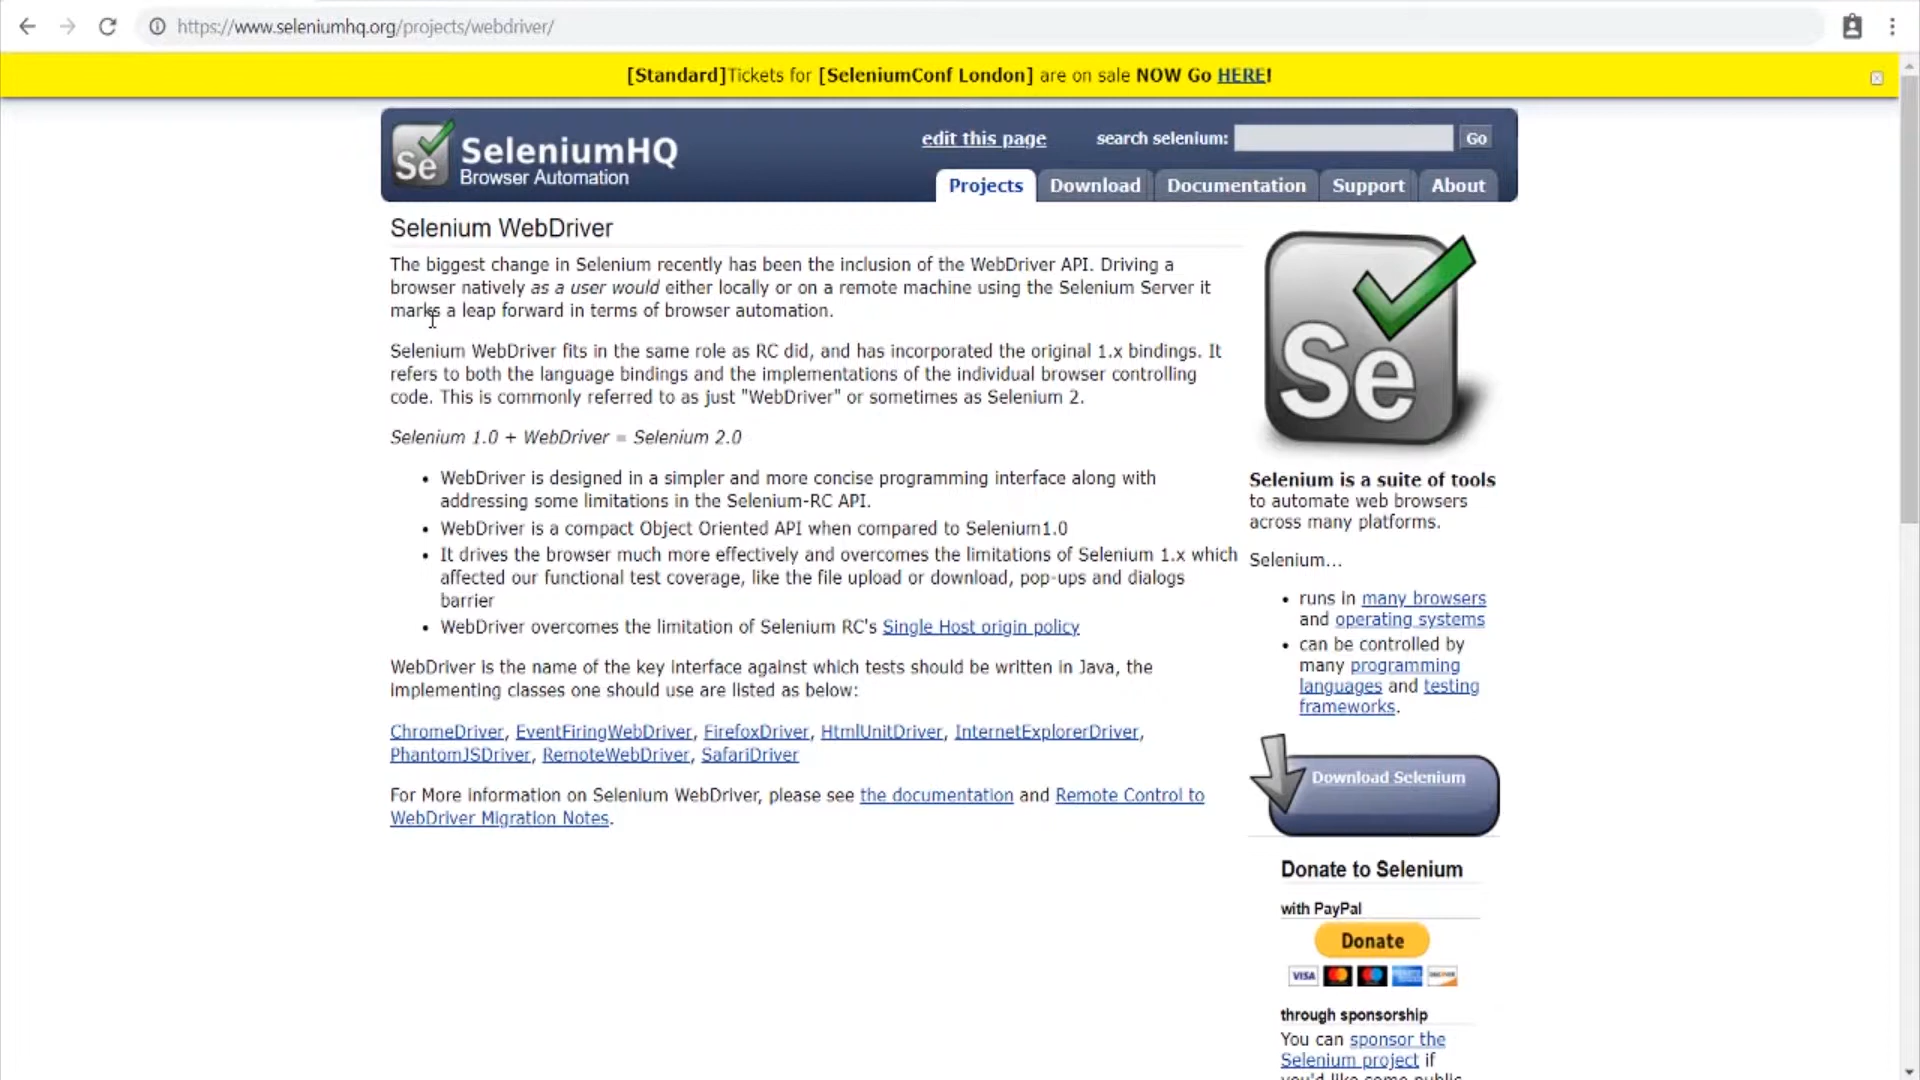 https://www.seleniumhq.org/projects/webdriver/
[Standard]Tickets for [SeleniumConf London] are on sale NOW Go HERE!
Se
SeleniumHQ
Browser Automation
edit this page
search selenium:
Go
Projects
Download
Documentation
Support
About
Selenium WebDriver
The biggest change in Selenium recently has been the inclusion of the WebDriver API. Driving a
browser natively as a user would either locally or on a remote machine using the Selenium Server it
marks a leap forward in terms of browser automation.
Selenium WebDriver fits in the same role as RC did, and has incorporated the original 1.x bindings. It
refers to both the language bindings and the implementations of the individual browser controlling
code. This is commonly referred to as just "WebDriver" or sometimes as Selenium 2.
Selenium 1.0 + WebDriver = Selenium 2.0
• WebDriver is designed in a simpler and more concise programming interface along with
addressing some limitations in the Selenium-RC API.
• WebDriver is a compact Object Oriented API when compared to Selenium1.0
• It drives the browser much more effectively and overcomes the limitations of Selenium 1.x which
affected our functional test coverage, like the file upload or download, pop-ups and dialogs
barrier
• WebDriver overcomes the limitation of Selenium RC's Single Host origin policy
WebDriver is the name of the key interface against which tests should be written in Java, the
implementing classes one should use are listed as below:
ChromeDriver, EventFiringWebDriver, FirefoxDriver, HtmlUnitDriver, InternetExplorerDriver,
PhantomJSDriver, RemoteWebDriver, SafariDriver
For More information on Selenium WebDriver, please see the documentation and Remote Control to
WebDriver Migration Notes.
Se
Selenium is a suite of tools
to automate web browsers
across many platforms.
Selenium...
• runs in many browsers
and operating systems
• can be controlled by
many programming
languages and testing
frameworks.
Download Selenium
Donate to Selenium
with PayPal
Donate
VISA
through sponsorship
You can sponsor the
Selenium project if
you'd like some public